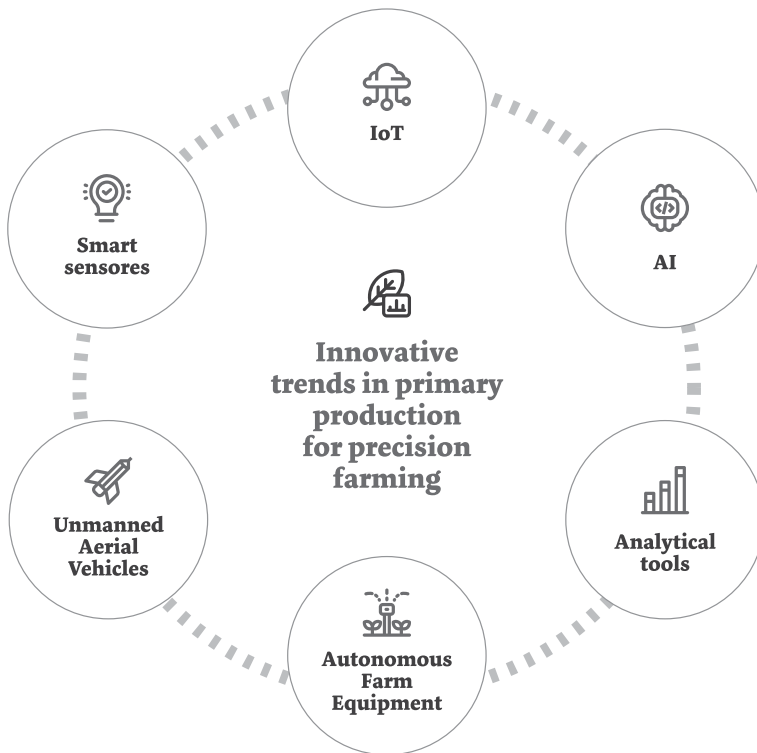 IoT
AI
Analytical
tools
Autonomous
Farm
Equipment
Unmanned
Aerial
Vehicles
Smart
sensores
Innovative
trends in primary
production
for precision
farming